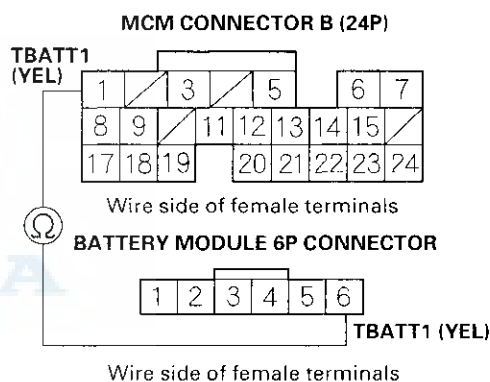 MCM CONNECTOR B (24P)
TBATT1
(YEL)
1 3 5 6 7
8 9 11 12 13 14 15
17 18 19 20 21 22 23 24
Wire side of female terminals
Ω
BATTERY MODULE 6P CONNECTOR
1 2 3 4 5 6
TBATT1 (YEL)
Wire side of female terminals